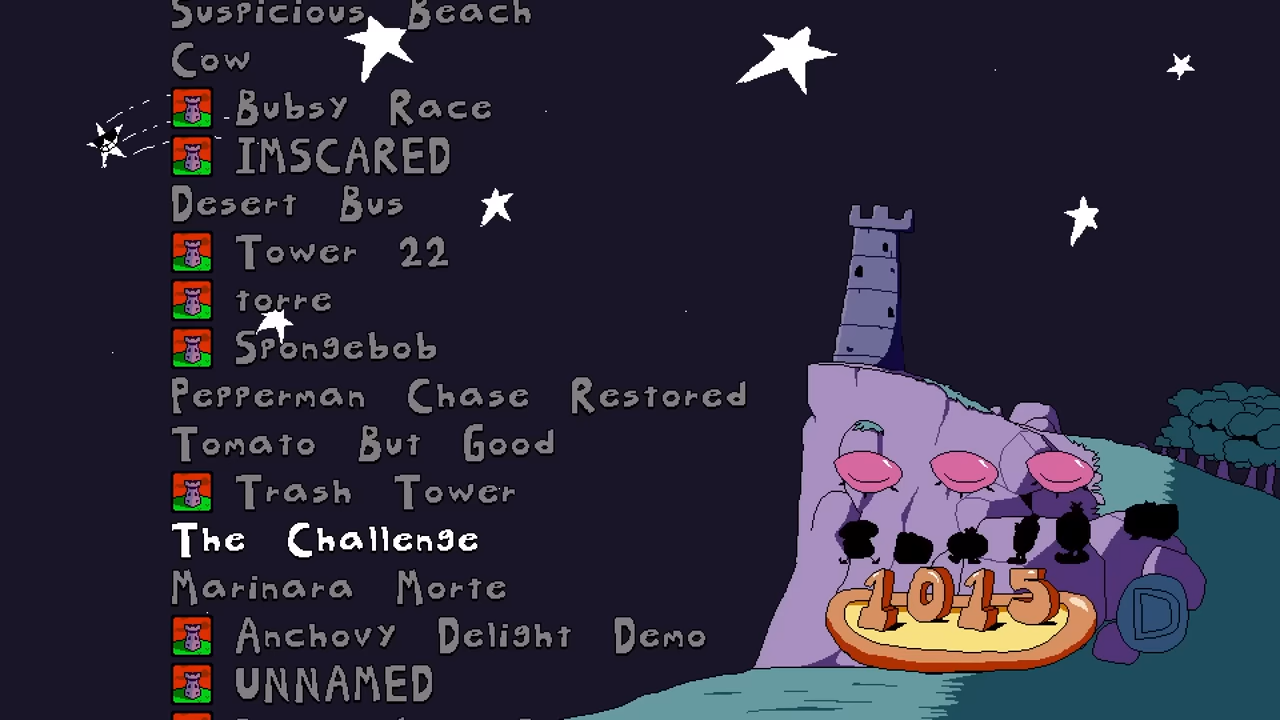 Suspicious Beach
Cow
Bubsy Race
IMSCARED
Desert Bus
Tower 22
torre
Spongebob
Pepperman Chase Restored
Tomato But Good
Trash Tower
The Challenge
Marinara Morte
Anchovy Delight Demo
UNNAMED
1015
D